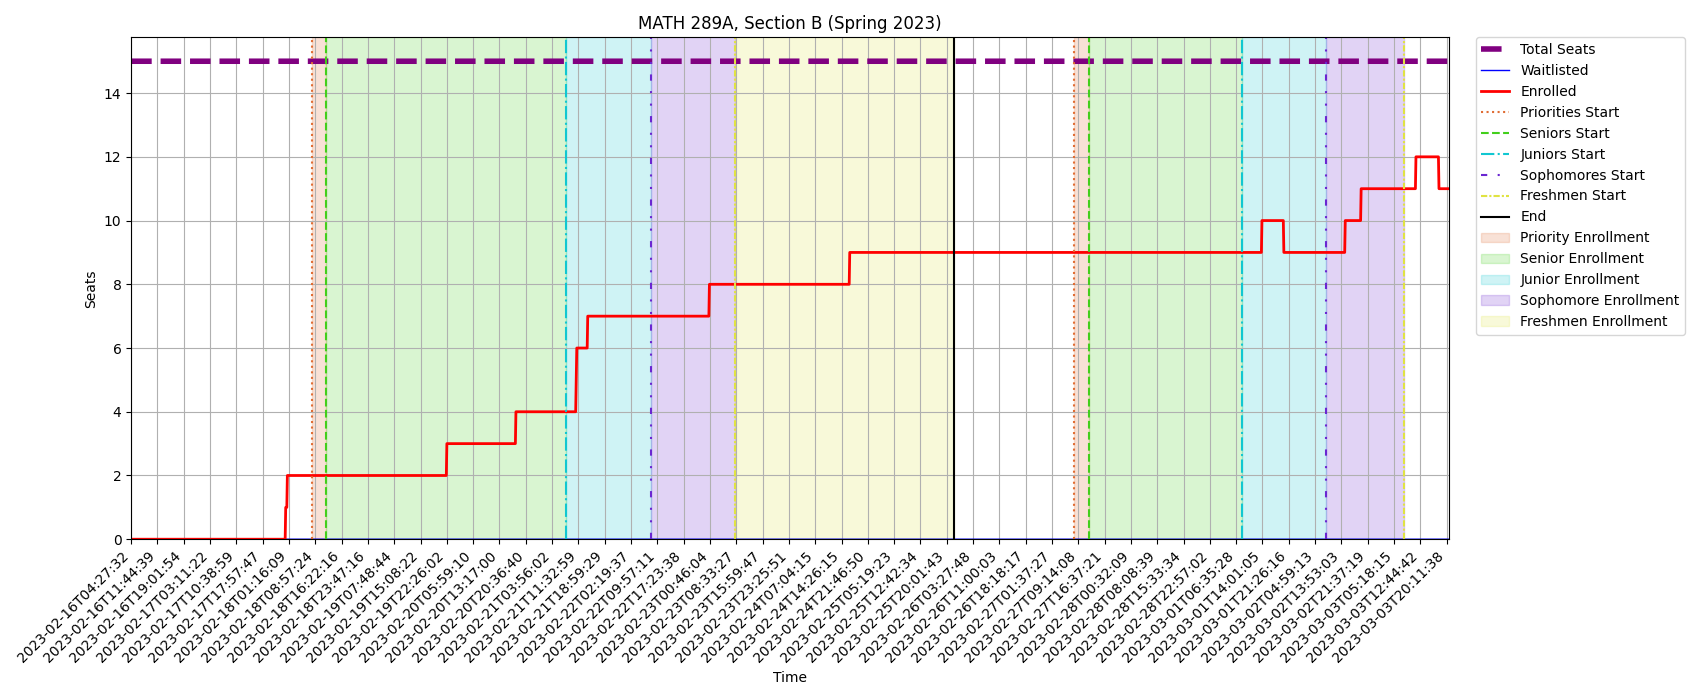 MATH 289A, Section B (Spring 2023)
Seats
14
12
10
8
6
4
2
0
2023-02-16T04:27:32
2023-02-16T11:44:39
2023-02-16T19:01:54
2023-02-17T03:11:22
2023-02-17T10:38:59
2023-02-17T17:57:47
2023-02-18T01:16:09
2023-02-18T08:57:24
2023-02-18T16:22:16
2023-02-18T23:47:16
2023-02-19T07:48:44
2023-02-19T15:08:22
2023-02-19T22:26:02
2023-02-20T05:59:10
2023-02-20T13:17:00
2023-02-20T20:36:40
2023-02-21T03:56:02
2023-02-21T11:32:59
2023-02-21T18:59:29
2023-02-22T02:19:37
2023-02-22T09:57:11
2023-02-22T17:23:38
2023-02-23T00:46:04
2023-02-23T08:33:27
2023-02-23T15:59:47
2023-02-23T23:25:51
2023-02-24T07:04:15
2023-02-24T14:26:15
2023-02-24T21:46:50
2023-02-25T05:19:23
2023-02-25T12:42:34
2023-02-25T20:01:43
2023-02-26T03:27:48
2023-02-26T11:00:03
2023-02-26T18:18:17
2023-02-27T01:37:27
2023-02-27T09:14:08
2023-02-27T16:37:21
2023-02-28T00:32:09
2023-02-28T08:08:39
2023-02-28T15:33:34
2023-02-28T22:57:02
2023-03-01T06:35:28
2023-03-01T14:01:05
2023-03-01T21:26:16
2023-03-02T04:59:13
2023-03-02T13:53:03
2023-03-02T21:37:19
2023-03-03T05:18:15
2023-03-03T12:44:42
2023-03-03T20:11:38
Time
Total Seats
Waitlisted
Enrolled
Priorities Start
Seniors Start
Juniors Start
Sophomores Start
Freshmen Start
End
Priority Enrollment
Senior Enrollment
Junior Enrollment
Sophomore Enrollment
Freshmen Enrollment